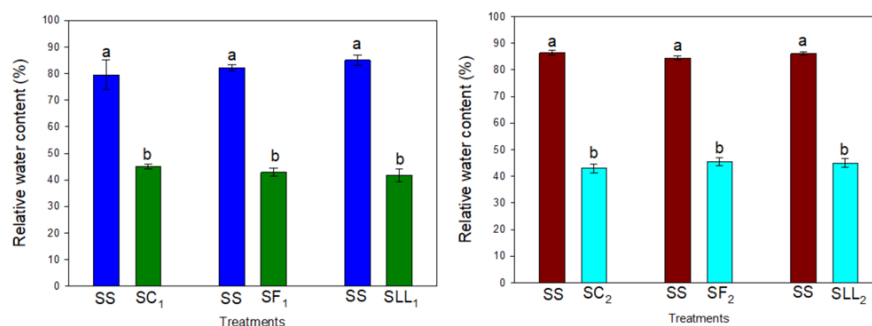 Relative water content (%)
100
90
80
70
60
50
40
30
20
10
0
a
b
a
b
a
b
SS SC₁ SS SF₁ SS SLL₁
Treatments
Relative water content (%)
100
90
80
70
60
50
40
30
20
10
0
a
b
a
b
a
b
SS SC₂ SS SF₂ SS SLL₂
Treatments